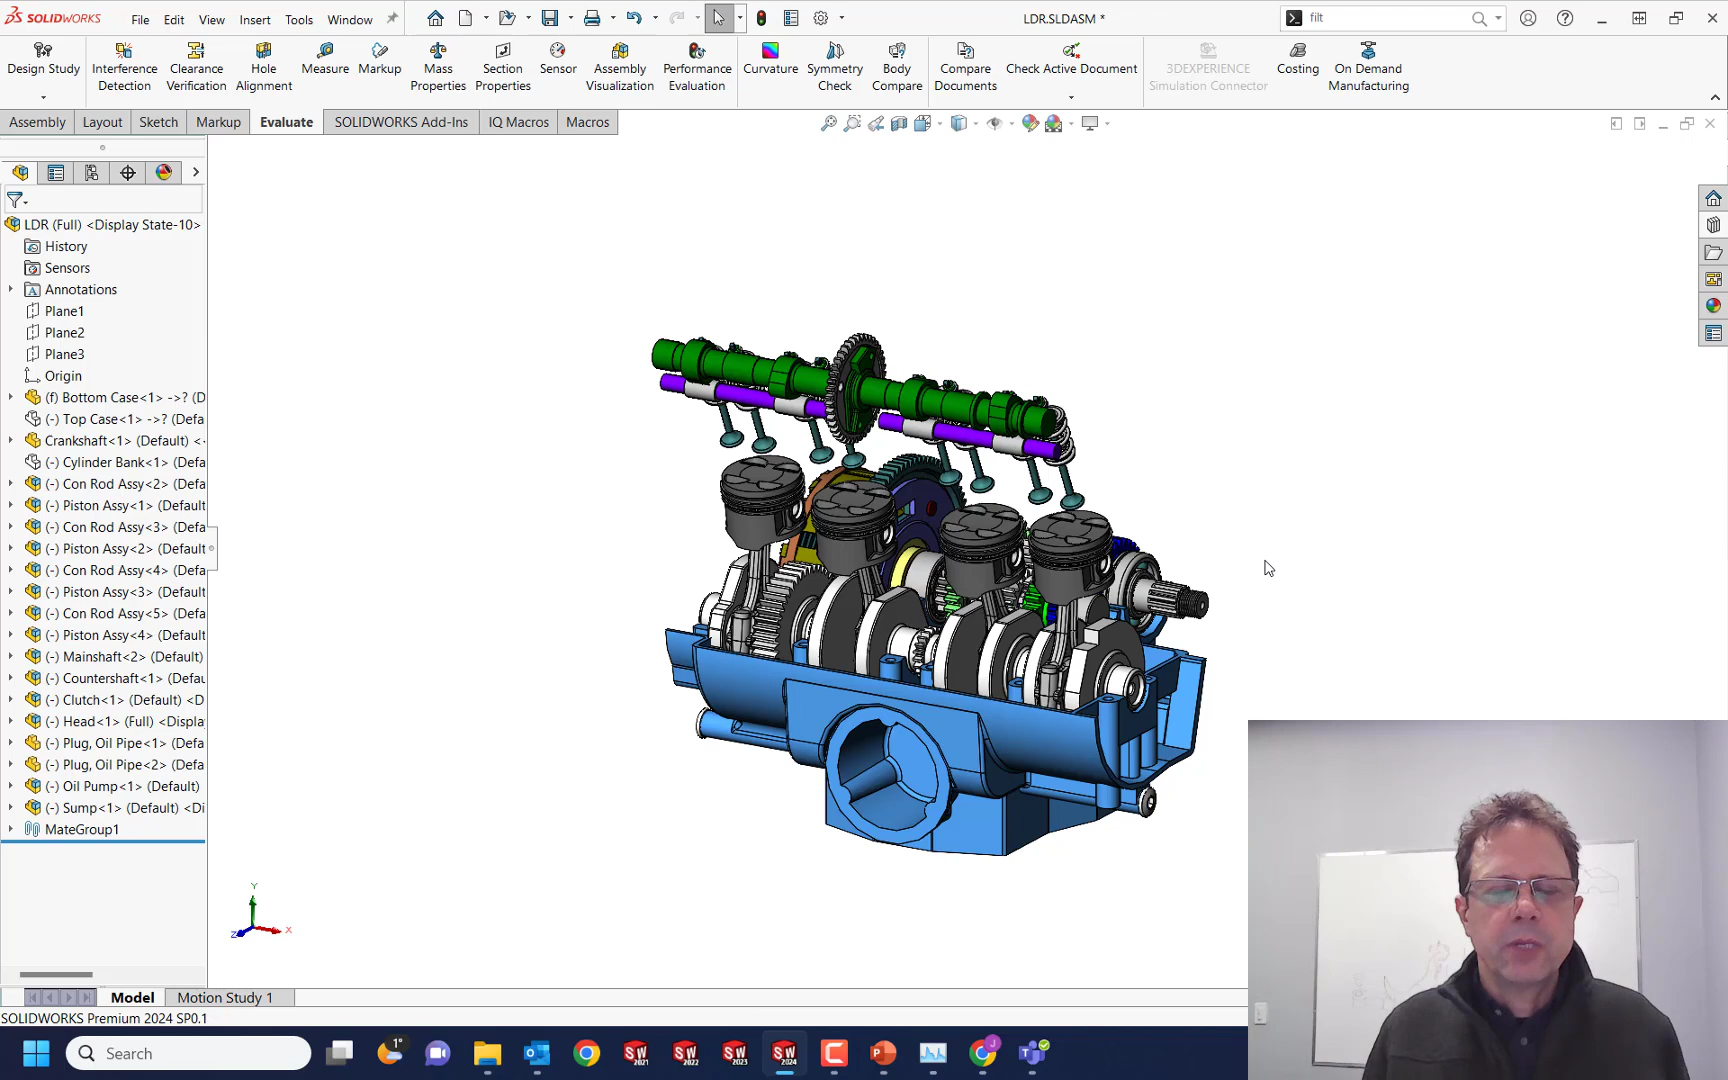 SOLIDWORKS
File Edit View Insert Tools Window
LDR.SLDASM *
filt
Design Study
Interference Detection
Clearance Verification
Hole Alignment
Measure
Markup
Mass Properties
Section Properties
Sensor
Assembly Visualization
Performance Evaluation
Curvature
Symmetry Check
Body Compare
Compare Documents
Check Active Document
3DEXPERIENCE Simulation Connector
Costing
On Demand Manufacturing
Assembly Layout Sketch Markup Evaluate SOLIDWORKS Add-Ins IQ Macros Macros
LDR (Full) <Display State-10>
History
Sensors
Annotations
Plane1
Plane2
Plane3
Origin
(f) Bottom Case<1> ->? (D
(-) Top Case<1> ->? (Defa
Crankshaft<1> (Default) <
(-) Cylinder Bank<1> (Defa
(-) Con Rod Assy<2> (Defa
(-) Piston Assy<1> (Default
(-) Con Rod Assy<3> (Defa
(-) Piston Assy<2> (Default
(-) Con Rod Assy<4> (Defa
(-) Piston Assy<3> (Default
(-) Con Rod Assy<5> (Defa
(-) Piston Assy<4> (Default
(-) Mainshaft<2> (Default)
(-) Countershaft<1> (Defau
(-) Clutch<1> (Default) <D
(-) Head<1> (Full) <Display
(-) Plug, Oil Pipe<1> (Defa
(-) Plug, Oil Pipe<2> (Defa
(-) Oil Pump<1> (Default)
(-) Sump<1> (Default) <Di
MateGroup1
Y
Z
X
Model Motion Study 1
SOLIDWORKS Premium 2024 SP0.1
Search
1°
SW 2021
SW 2022
SW 2023
SW 2024
J